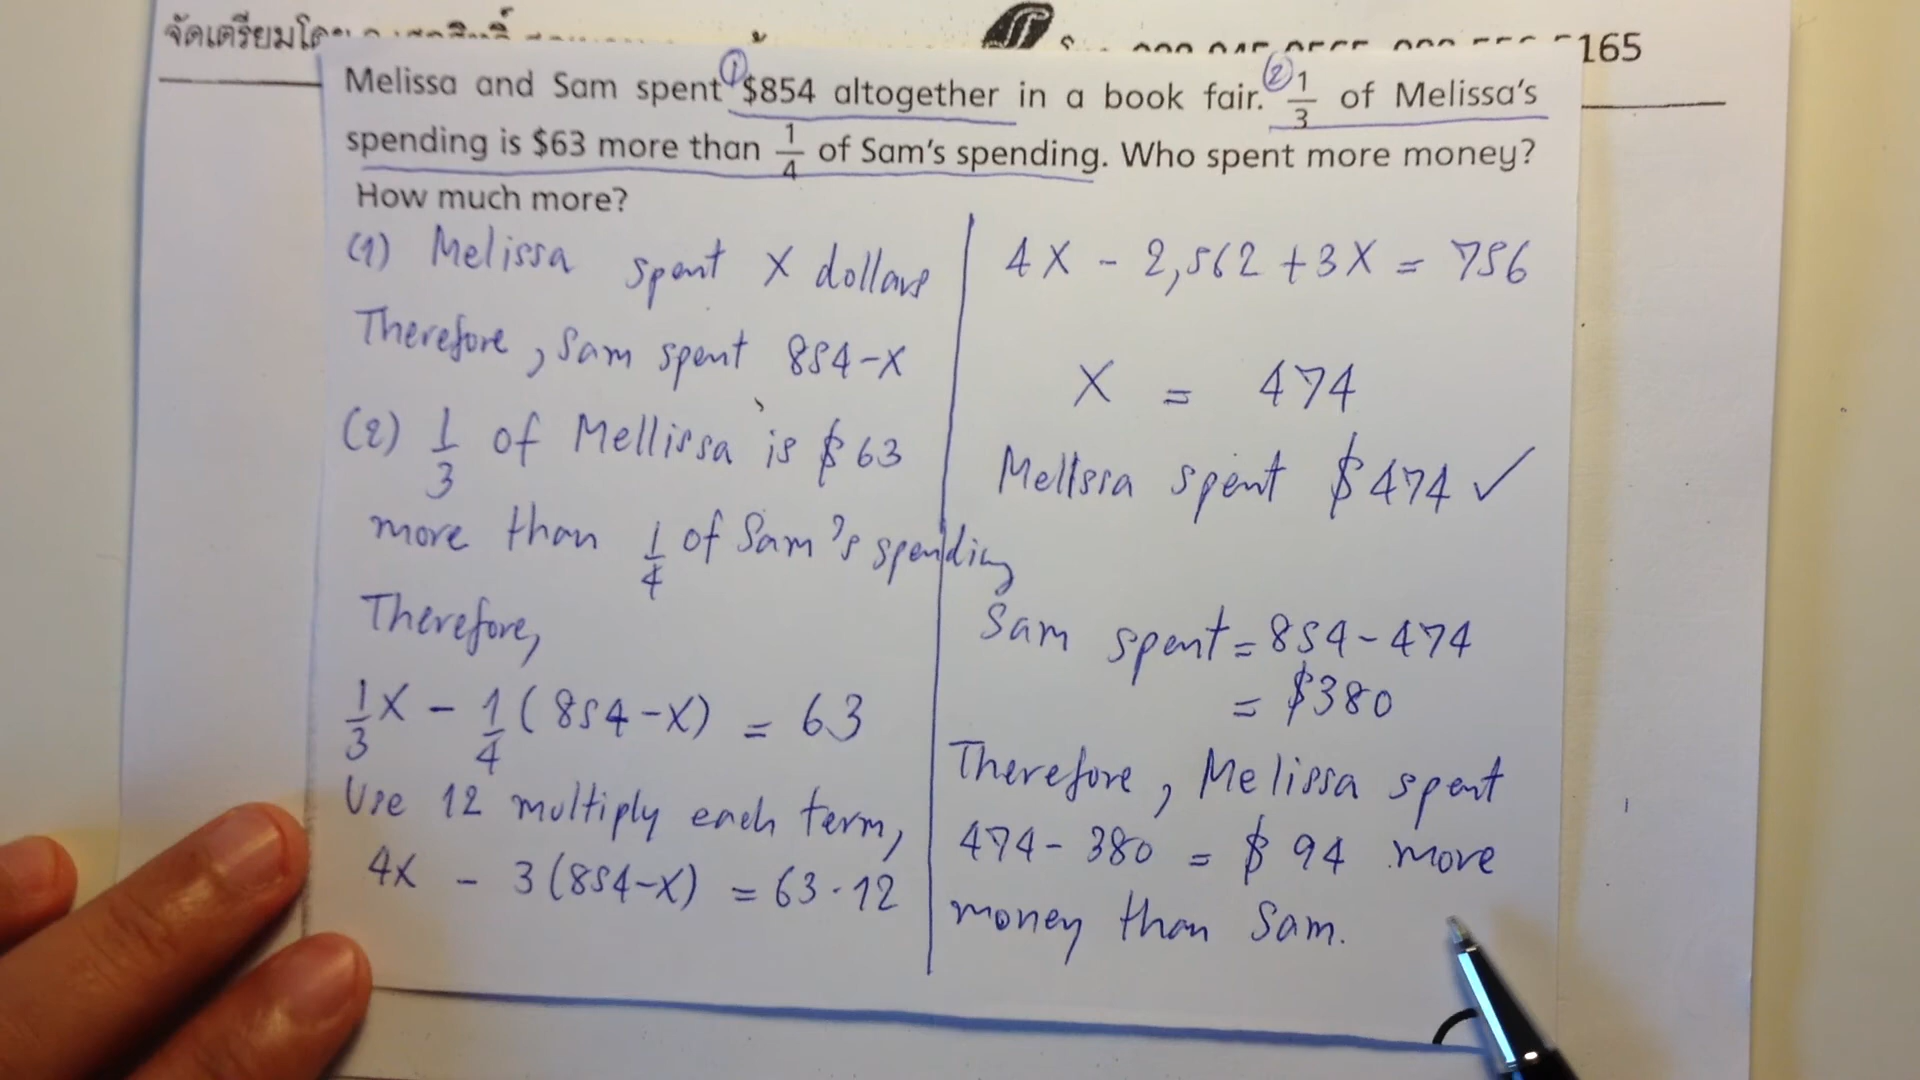 จัดเตรียมโดย
165
① ②
Melissa and Sam spent $854 altogether in a book fair. 1/3 of Melissa's
spending is $63 more than 1/4 of Sam's spending. Who spent more money?
How much more?
(1) Melissa spent X dollars
Therefore, Sam spent 854-X
(2) 1/3 of Mellissa is $63
more than 1/4 of Sam's spending
Therefore,
1/3 X - 1/4 (854-X) = 63
Use 12 multiply each term,
4X - 3(854-X) = 63·12
4X - 2,562 + 3X = 756
X = 474
Melissa spent $474 ✓
Sam spent = 854-474
= $380
Therefore, Melissa spent
474-380 = $94 more
money than Sam.